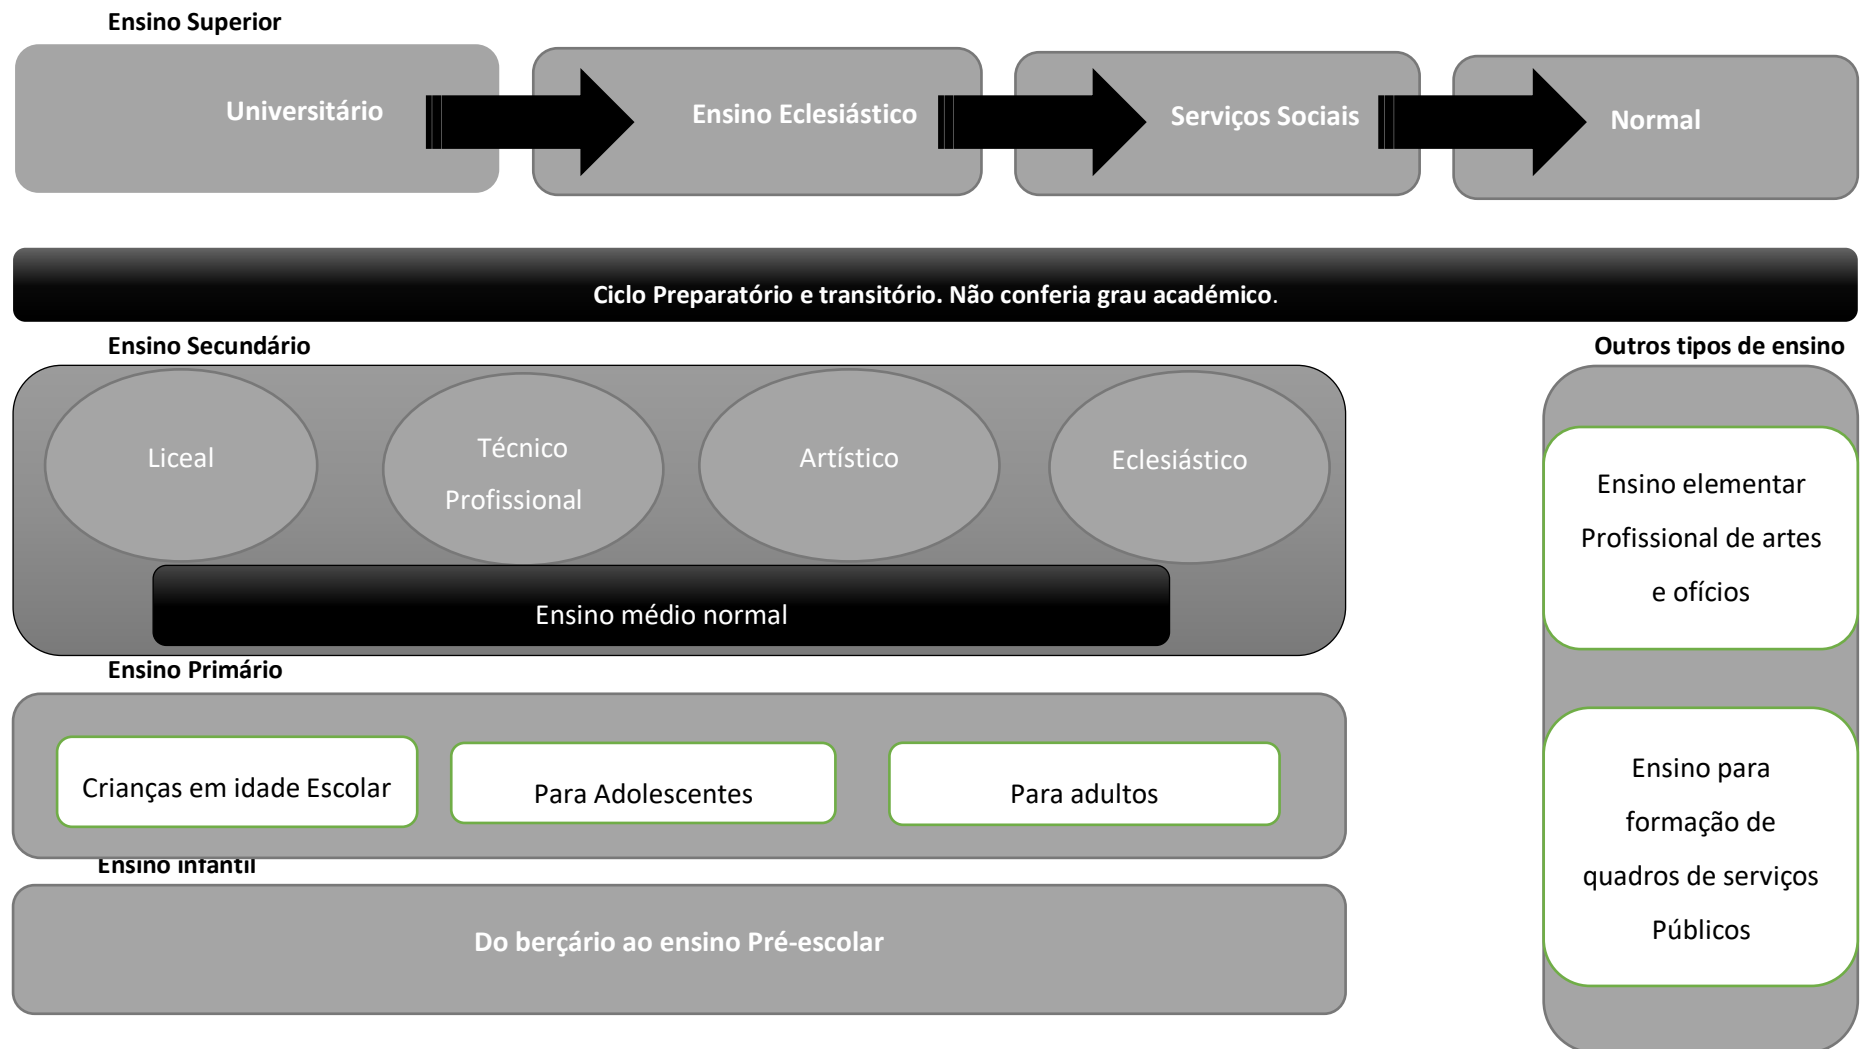 Ensino Superior
Universitário
Ensino Eclesiástico
Serviços Sociais
Normal
Ciclo Preparatório e transitório. Não conferia grau académico.
Ensino Secundário
Liceal
Técnico
Profissional
Artístico
Eclesiástico
Ensino médio normal
Ensino Primário
Crianças em idade Escolar
Para Adolescentes
Para adultos
Ensino infantil
Do berçário ao ensino Pré-escolar
Outros tipos de ensino
Ensino elementar
Profissional de artes
e ofícios
Ensino para
formação de
quadros de serviços
Públicos